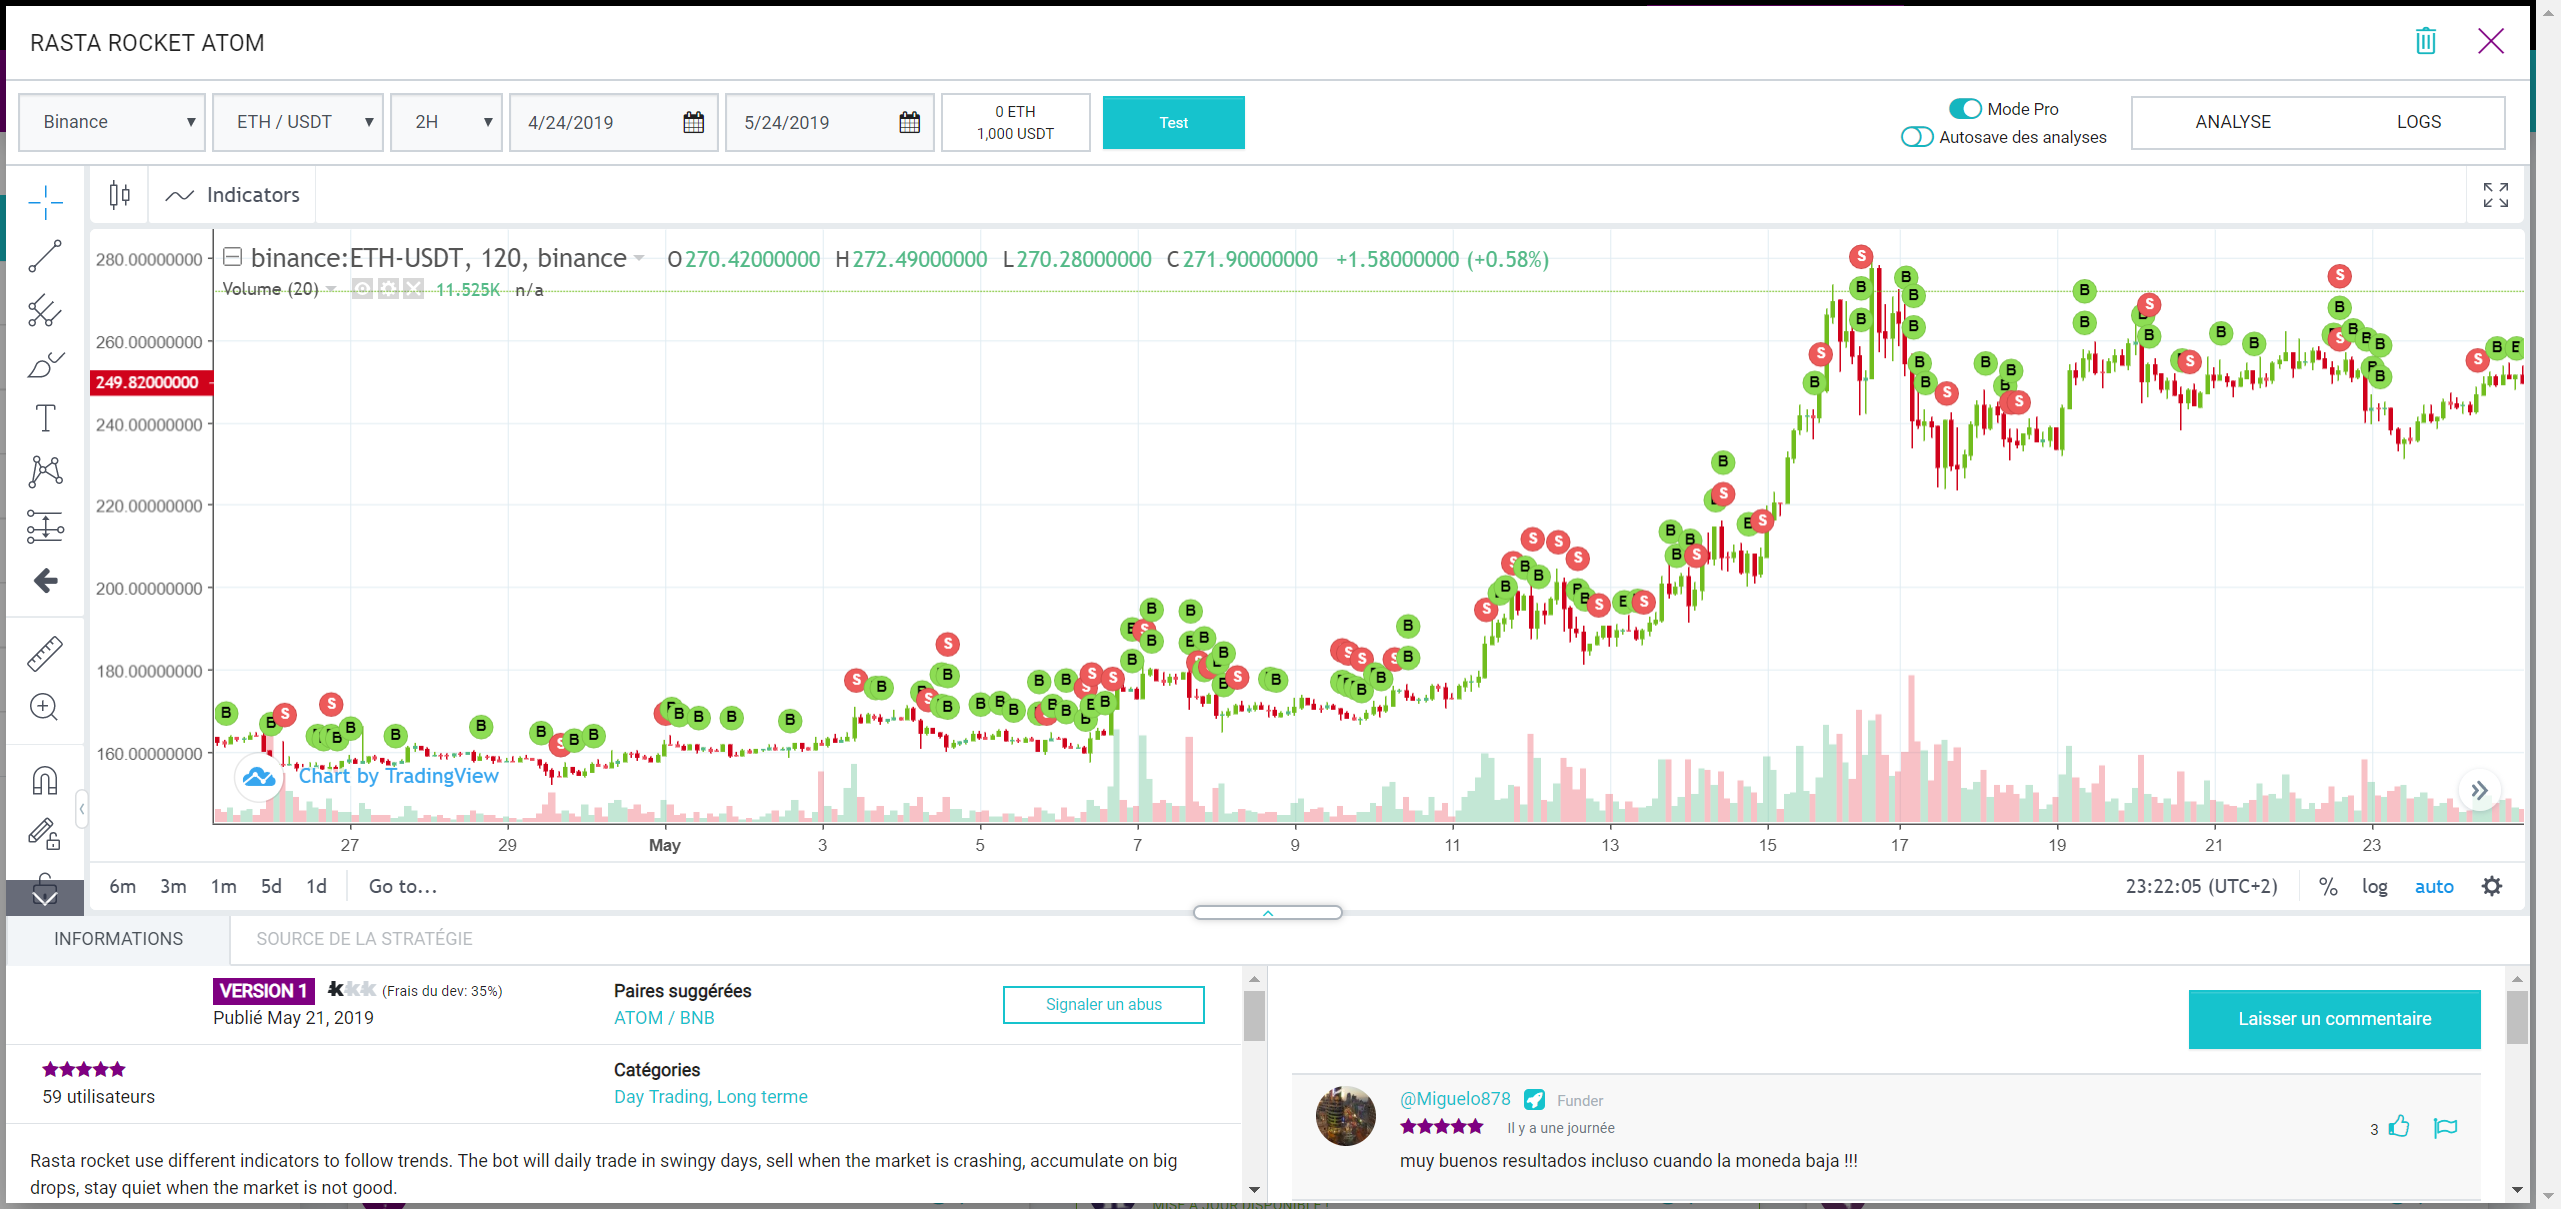 RASTA ROCKET ATOM
Binance ETH / USDT 2H 4/24/2019 5/24/2019
0 ETH
1,000 USDT
Test
Mode Pro
Autosave des analyses
ANALYSE LOGS
Indicators
binance:ETH-USDT, 120, binance O270.42000000 H272.49000000 L270.28000000 C271.90000000 +1.58000000 (+0.58%)
Volume (20) 11.525K n/a
280.00000000
260.00000000
249.82000000
240.00000000
220.00000000
200.00000000
180.00000000
160.00000000
Chart by TradingView
27 29 May 3 5 7 9 11 13 15 17 19 21 23
6m 3m 1m 5d 1d Go to...
23:22:05 (UTC+2) % log auto
INFORMATIONS SOURCE DE LA STRATÉGIE
VERSION 1 (Frais du dev: 35%)
Publié May 21, 2019
Paires suggérées
ATOM / BNB
Signaler un abus
59 utilisateurs
Catégories
Day Trading, Long terme
Rasta rocket use different indicators to follow trends. The bot will daily trade in swingy days, sell when the market is crashing, accumulate on big
drops, stay quiet when the market is not good.
Laisser un commentaire
@Miguelo878 Funder
Il y a une journée
3
muy buenos resultados incluso cuando la moneda baja !!!